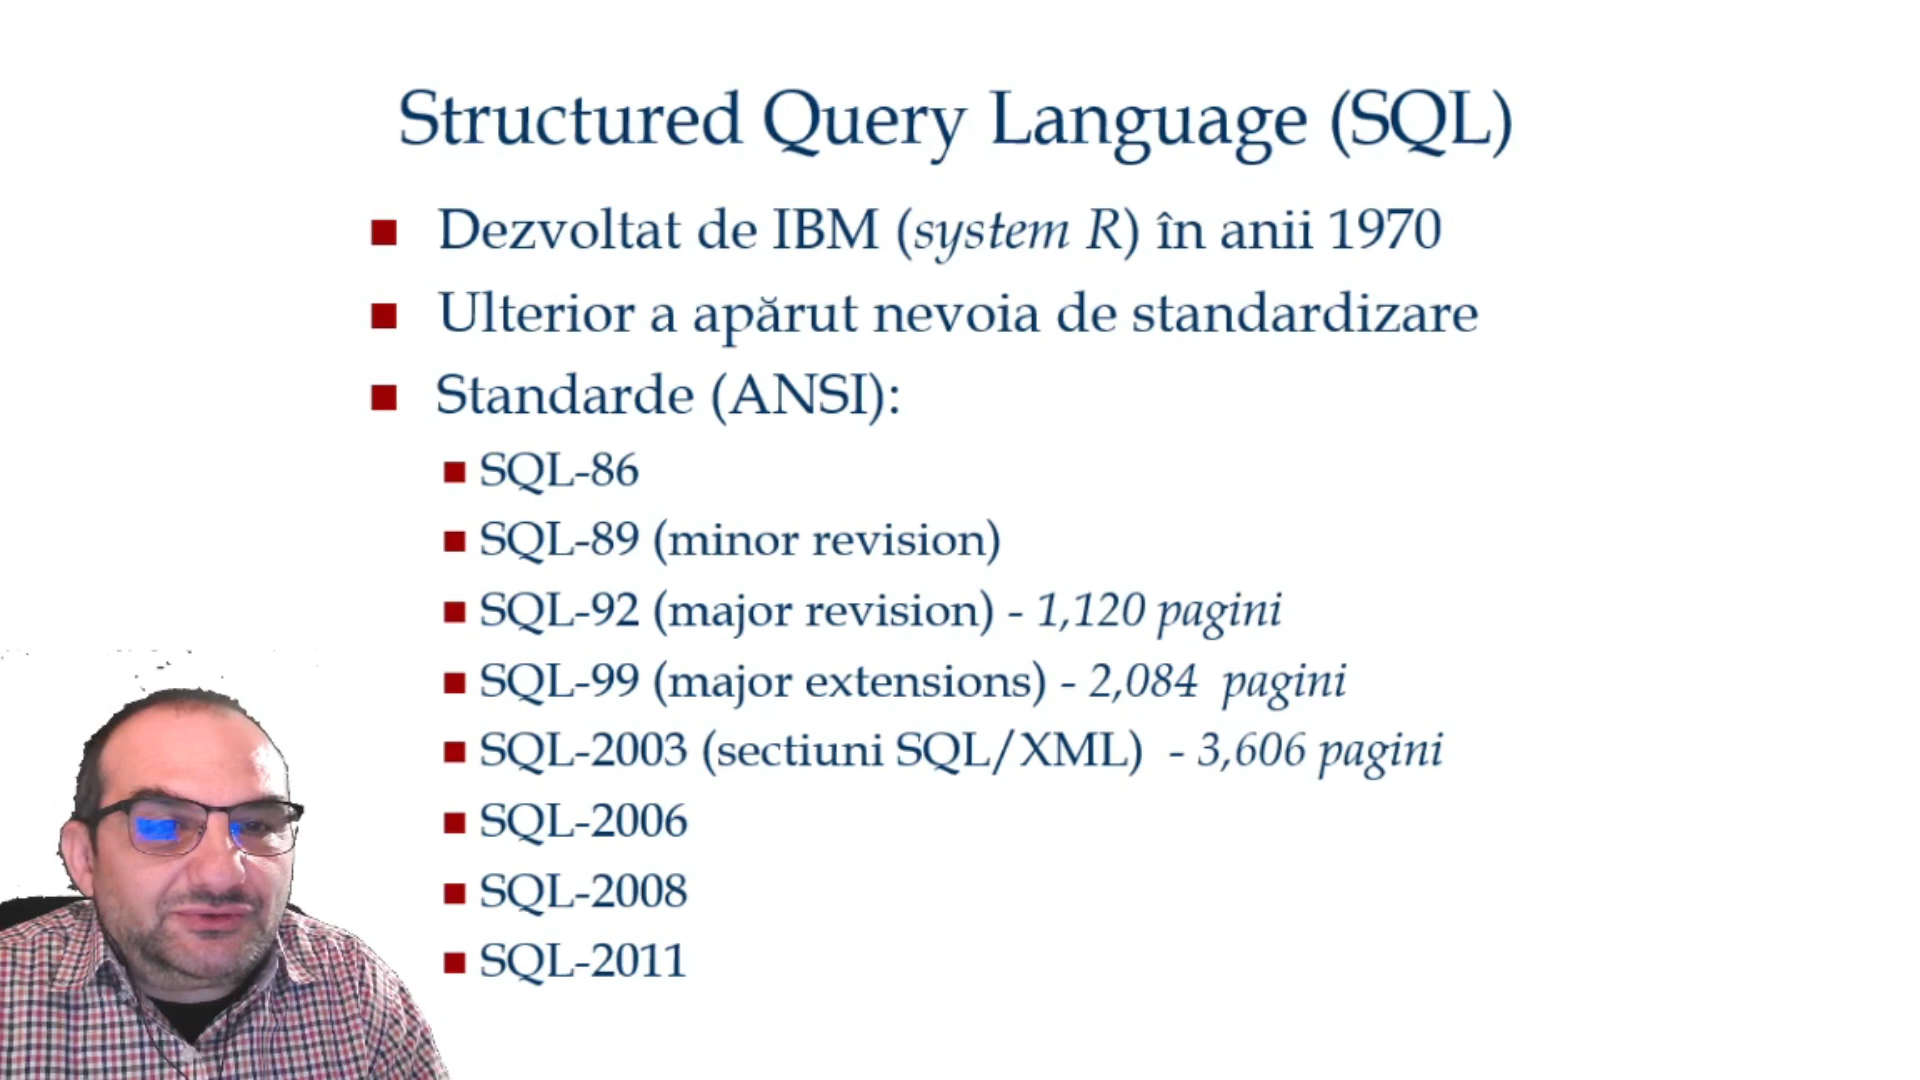 Structured Query Language (SQL)
Dezvoltat de IBM (system R) în anii 1970
Ulterior a apărut nevoia de standardizare
Standarde (ANSI):
SQL-86
SQL-89 (minor revision)
SQL-92 (major revision) - 1,120 pagini
SQL-99 (major extensions) - 2,084 pagini
SQL-2003 (sectiuni SQL/XML) - 3,606 pagini
SQL-2006
SQL-2008
SQL-2011